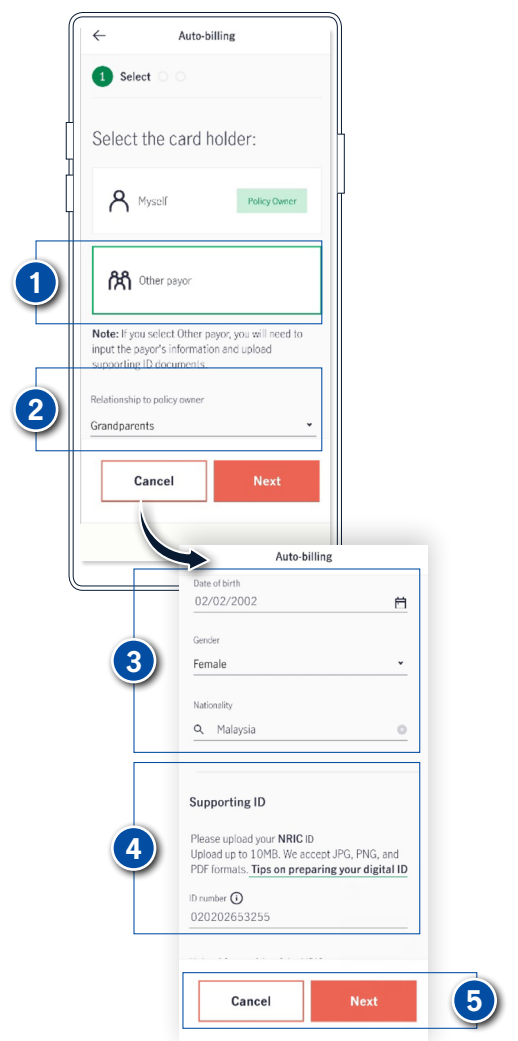 Auto-billing
1 Select
Select the card holder:
Myself
Policy Owner
1
Other payor
Note: If you select Other payor, you will need to
input the payor's information and upload
supporting ID documents.
2
Relationship to policy owner
Grandparents
Cancel
Next
Auto-billing
3
Date of birth
02/02/2002
Gender
Female
Nationality
Malaysia
4
Supporting ID
Please upload your NRIC ID
Upload up to 10MB. We accept JPG, PNG, and
PDF formats. Tips on preparing your digital ID
ID number
020202653255
Cancel
Next
5